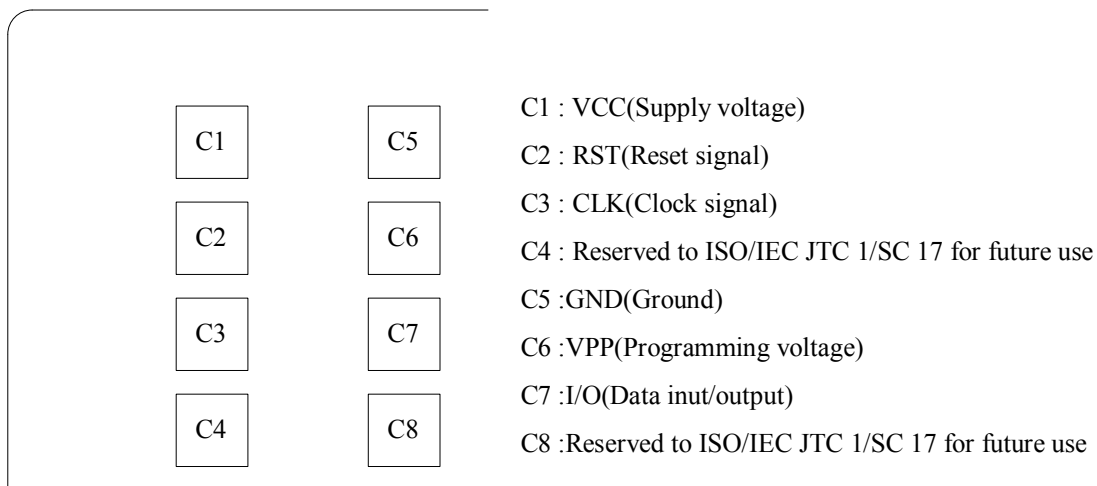 C1
C5
C2
C6
C3
C7
C4
C8
C1 : VCC(Supply voltage)
C2 : RST(Reset signal)
C3 : CLK(Clock signal)
C4 : Reserved to ISO/IEC JTC 1/SC 17 for future use
C5 :GND(Ground)
C6 :VPP(Programming voltage)
C7 :I/O(Data inut/output)
C8 :Reserved to ISO/IEC JTC 1/SC 17 for future use